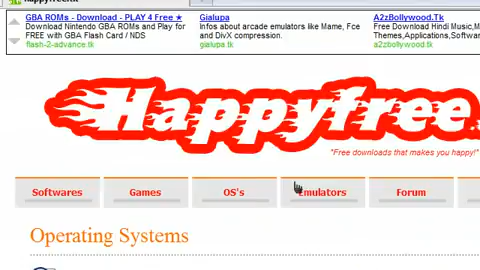 GBA ROMs - Download - PLAY 4 Free ★
Download Nintendo GBA ROMs and Play for
FREE with GBA Flash Card / NDS
flash-2-advance.tk
Gialupa
Infos about arcade emulators like Mame, Fce
and DivX compression.
gialupa.tk
A2zBollywood.Tk
Download Free Hindi Music,M
Themes,Applications,Softwar
a2zbollywood.tk
Happyfree.
"Free downloads that makes you happy!"
Softwares
Games
OS's
Emulators
Forum
Operating Systems